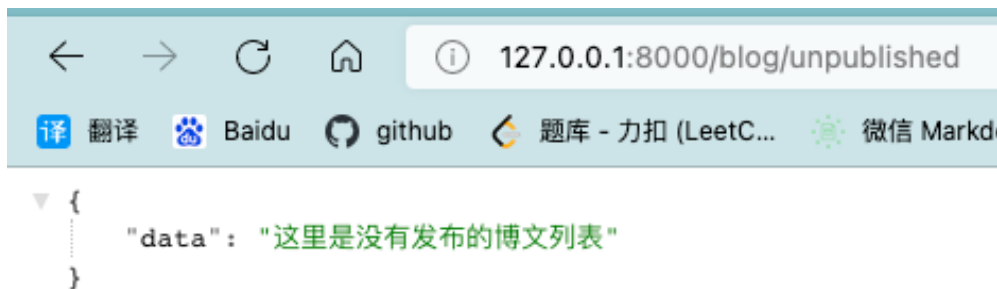 127.0.0.1:8000/blog/unpublished
译 翻译 du Baidu github 题库 - 力扣 (LeetC... 微信 Markd
{
"data": "这里是没有发布的博文列表"
}